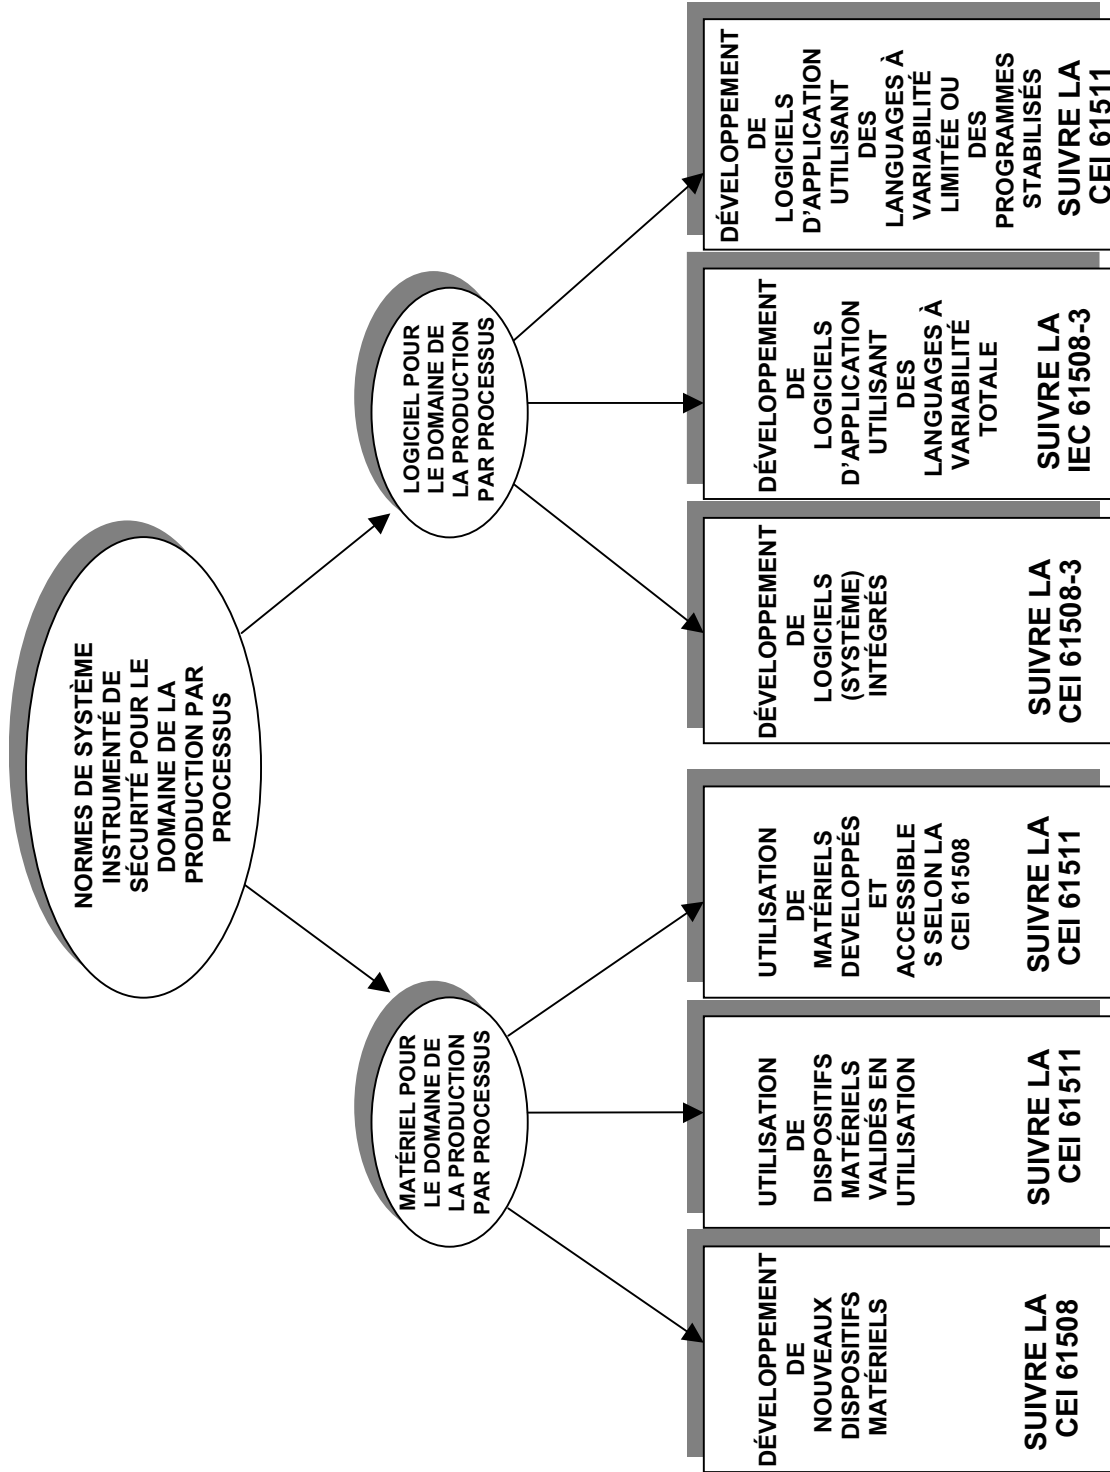 NORMES DE SYSTÈME
INSTRUMENTÉ DE
SÉCURITÉ POUR LE
DOMAINE DE LA
PRODUCTION PAR
PROCESSUS
MATÉRIEL POUR
LE DOMAINE DE
LA PRODUCTION
PAR PROCESSUS
LOGICIEL POUR
LE DOMAINE DE
LA PRODUCTION
PAR PROCESSUS
DÉVELOPPEMENT
DE
NOUVEAUX
DISPOSITIFS
MATÉRIELS
SUIVRE LA
CEI 61508
UTILISATION
DE
DISPOSITIFS
MATÉRIELS
VALIDÉS EN
UTILISATION
SUIVRE LA
CEI 61511
UTILISATION
DE
MATÉRIELS
DEVELOPPÉS
ET
ACCESSIBLE
S SELON LA
CEI 61508
SUIVRE LA
CEI 61511
DÉVELOPPEMENT
DE
LOGICIELS
(SYSTÈME)
INTÉGRÉS
SUIVRE LA
CEI 61508-3
DÉVELOPPEMENT
DE
LOGICIELS
D'APPLICATION
UTILISANT
DES
LANGUAGES À
VARIABILITÉ
TOTALE
SUIVRE LA
IEC 61508-3
DÉVELOPPEMENT
DE
LOGICIELS
D'APPLICATION
UTILISANT
DES
LANGUAGES À
VARIABILITÉ
LIMITÉE OU
DES
PROGRAMMES
STABILISÉS
SUIVRE LA
CEI 61511